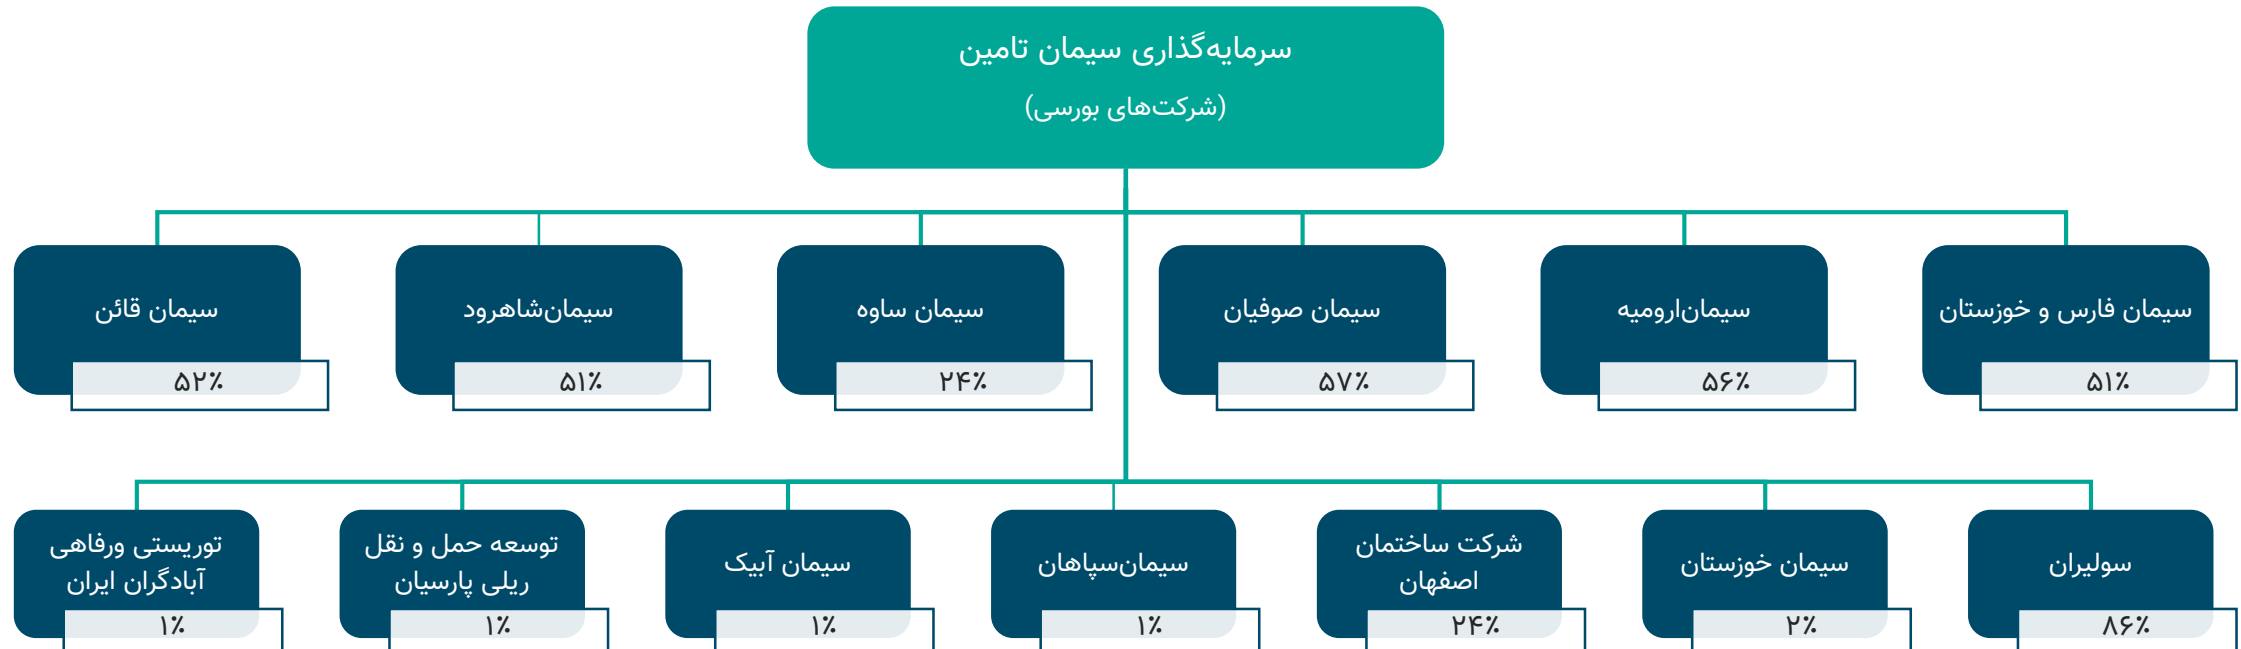 سرمایه‌گذاری سیمان تامین
(شرکت‌های بورسی)
سیمان فارس و خوزستان
۵۱٪
سیمان‌ارومیه
۵۶٪
سیمان صوفیان
۵۷٪
سیمان ساوه
۲۴٪
سیمان‌شاهرود
۵۱٪
سیمان قائن
۵۲٪
سولیران
۸۶٪
سیمان خوزستان
۲٪
شرکت ساختمان
اصفهان
۲۴٪
سیمان‌سپاهان
۱٪
سیمان آبیک
۱٪
توسعه حمل و نقل
ریلی پارسیان
۱٪
توریستی ورفاهی
آبادگران ایران
۱٪